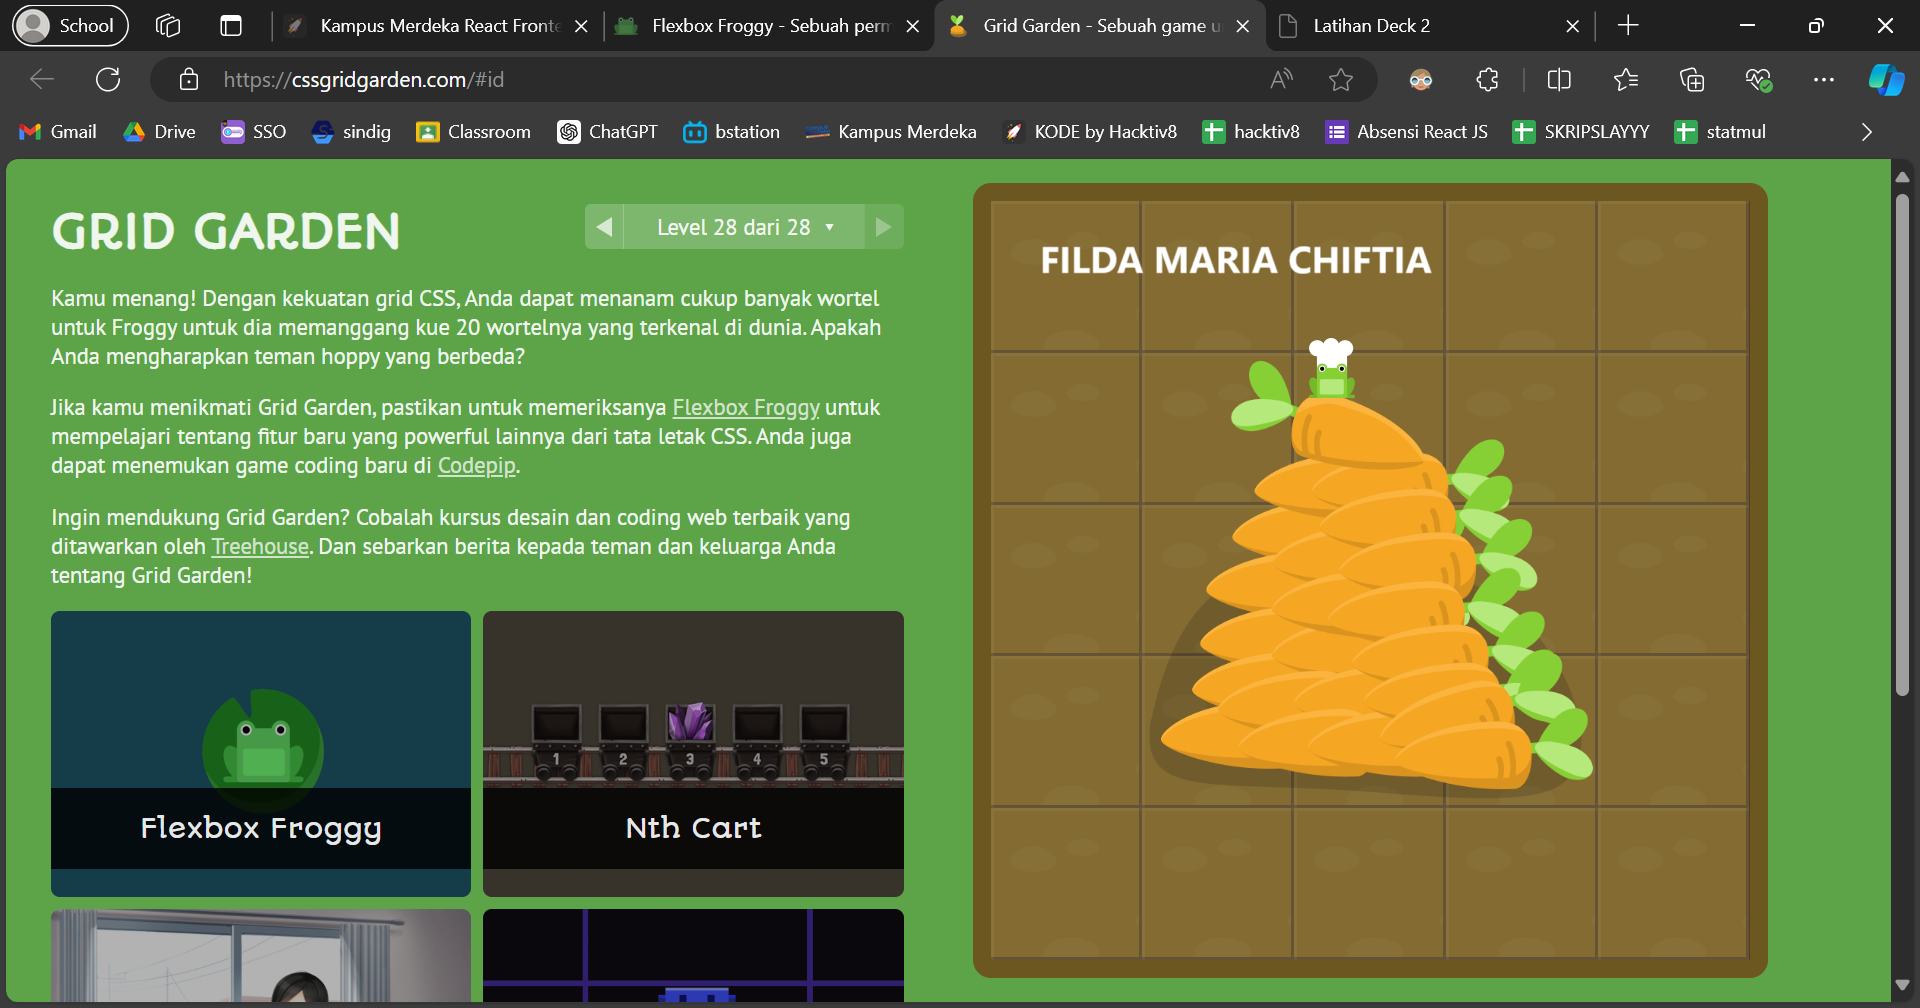 School
Kampus Merdeka React Fronte
Flexbox Froggy - Sebuah perm
Grid Garden - Sebuah game u
Latihan Deck 2
https://cssgridgarden.com/#id
Gmail
Drive
SSO
sindig
Classroom
ChatGPT
bstation
Kampus Merdeka
KODE by Hacktiv8
hacktiv8
Absensi React JS
SKRIPSLAYYY
statmul
GRID GARDEN
Level 28 dari 28
Kamu menang! Dengan kekuatan grid CSS, Anda dapat menanam cukup banyak wortel
untuk Froggy untuk dia memanggang kue 20 wortelnya yang terkenal di dunia. Apakah
Anda mengharapkan teman hoppy yang berbeda?
Jika kamu menikmati Grid Garden, pastikan untuk memeriksanya Flexbox Froggy untuk
mempelajari tentang fitur baru yang powerful lainnya dari tata letak CSS. Anda juga
dapat menemukan game coding baru di Codepip.
Ingin mendukung Grid Garden? Cobalah kursus desain dan coding web terbaik yang
ditawarkan oleh Treehouse. Dan sebarkan berita kepada teman dan keluarga Anda
tentang Grid Garden!
1 2 3 4 5
Flexbox Froggy
Nth Cart
FILDA MARIA CHIFTIA